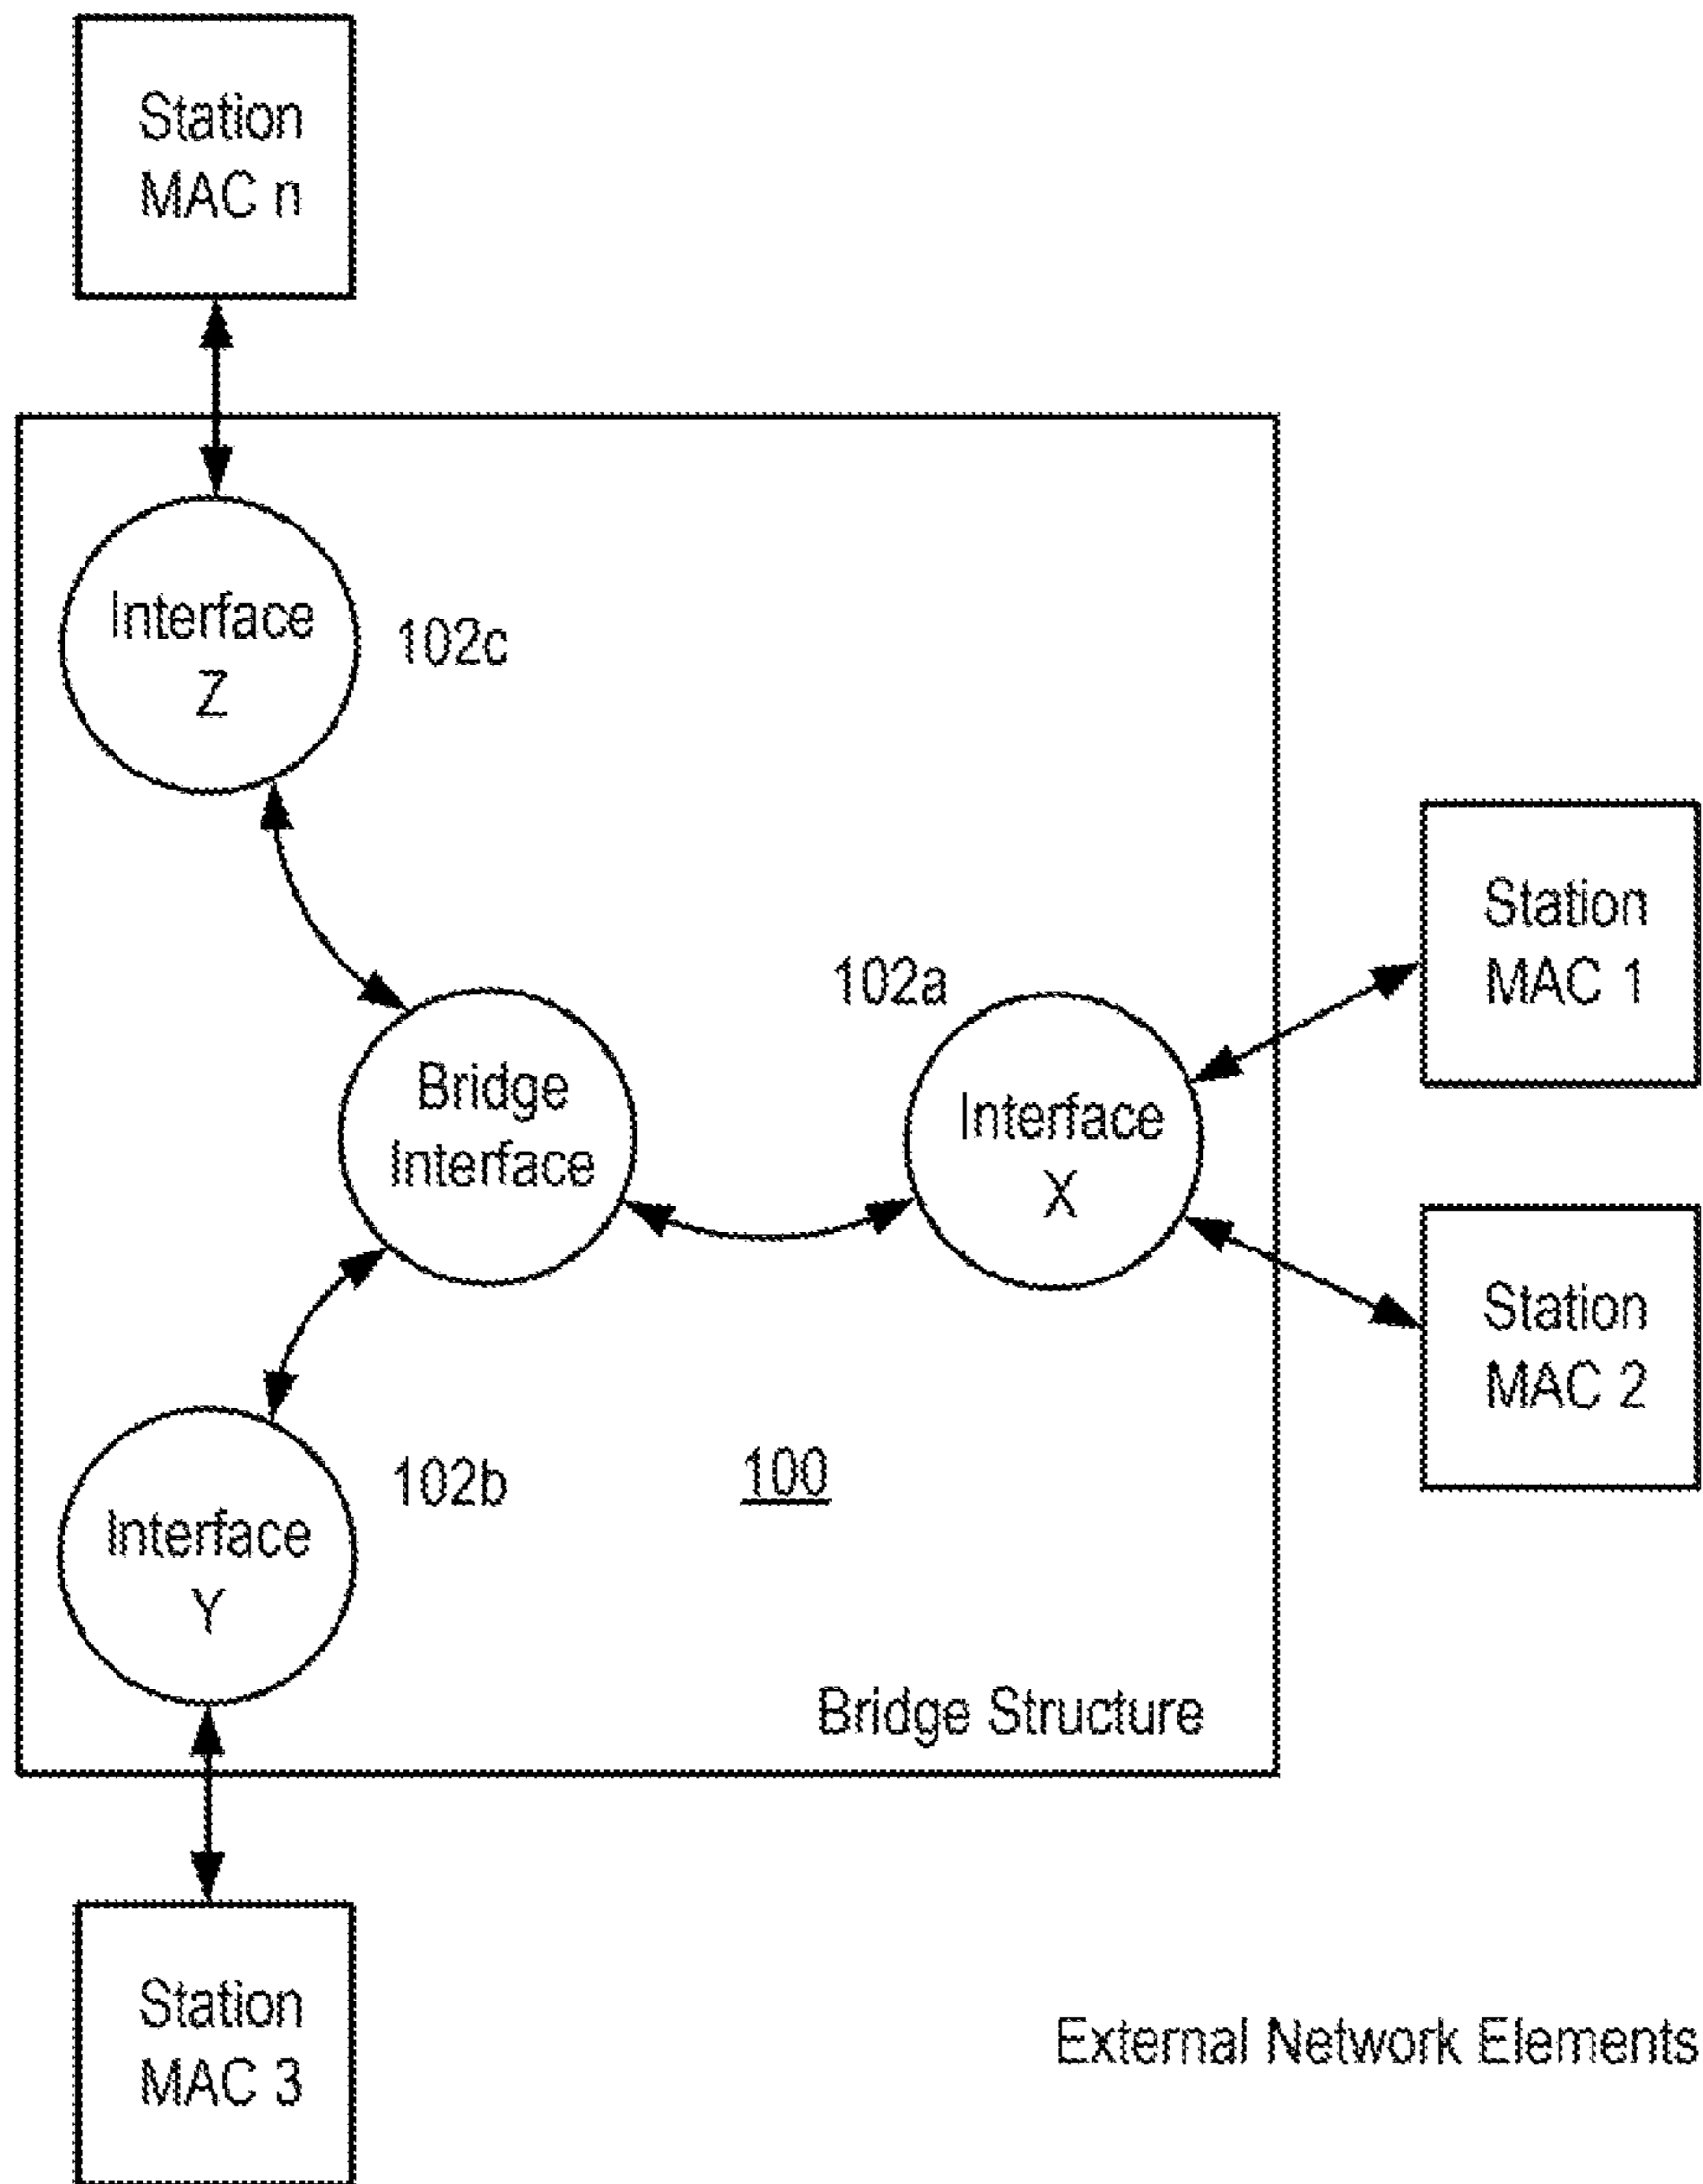 Station
MAC n
Interface
Z
102c
Station
MAC 1
102a
Bridge
Interface
Interface
X
Station
MAC 2
102b
100
Interface
Y
Bridge Structure
Station
MAC 3
External Network Elements